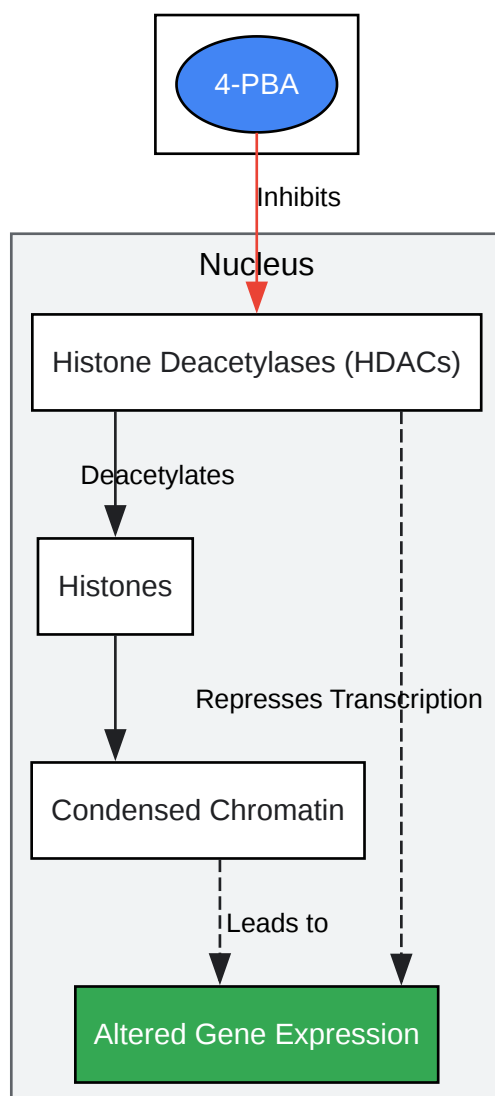 4-PBA
Inhibits
Nucleus
Histone Deacetylases (HDACs)
Deacetylates
Histones
Represses Transcription
Condensed Chromatin
Leads to
Altered Gene Expression